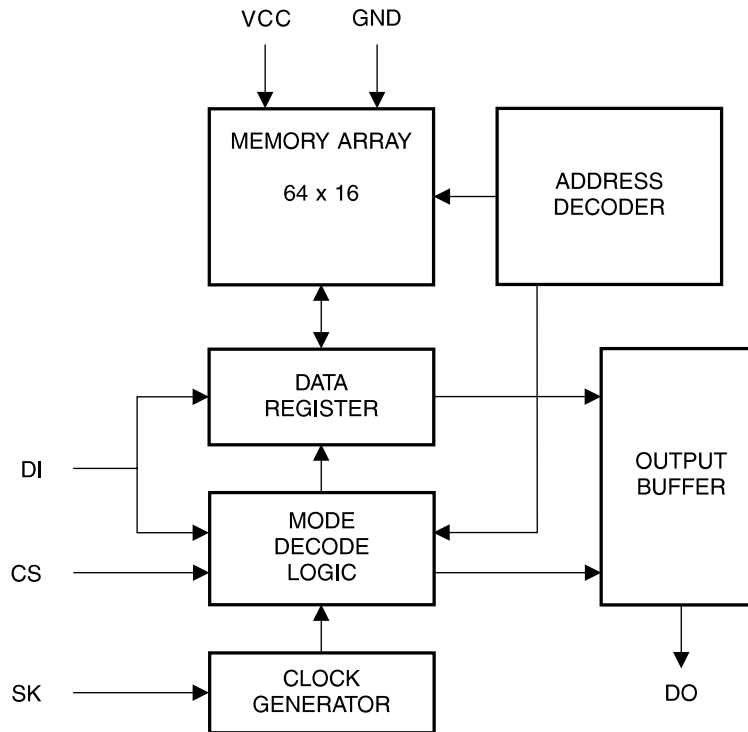 VCC
GND
MEMORY ARRAY
64 x 16
ADDRESS
DECODER
DATA
REGISTER
DI
OUTPUT
BUFFER
MODE
DECODE
LOGIC
CS
SK
CLOCK
GENERATOR
DO